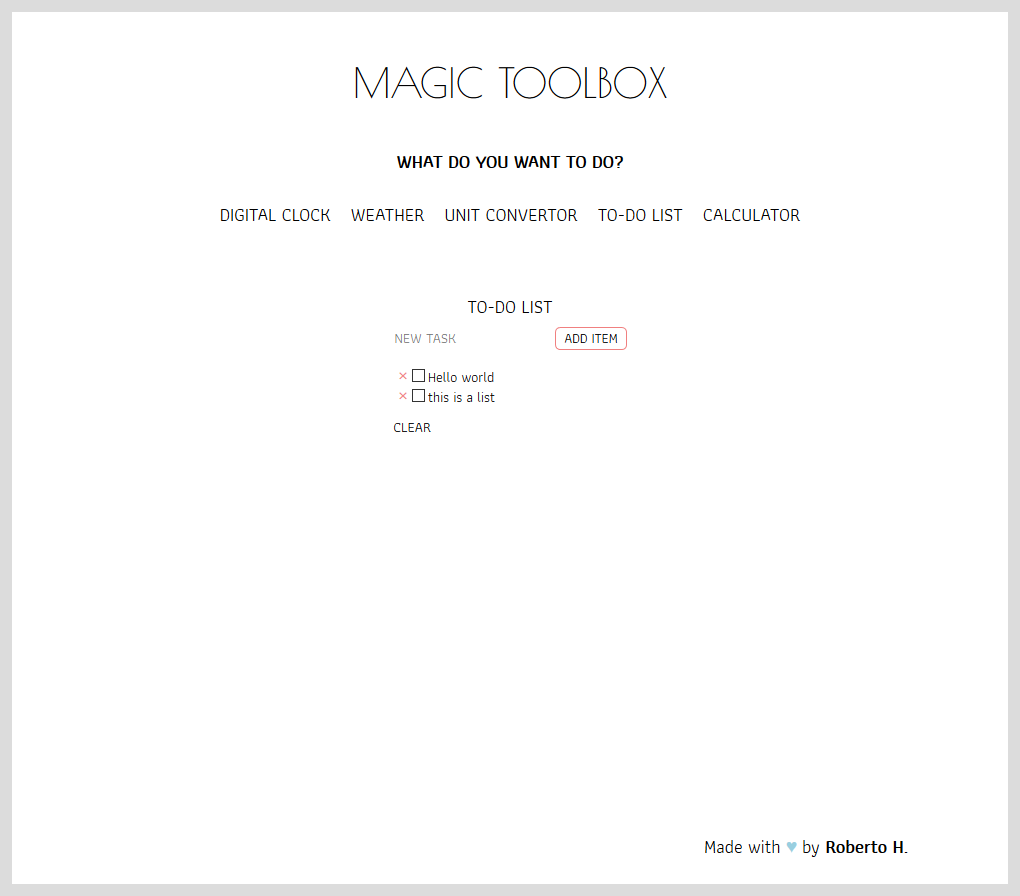 MAGIC TOOLBOX
WHAT DO YOU WANT TO DO?
DIGITAL CLOCK WEATHER UNIT CONVERTOR TO-DO LIST CALCULATOR
TO-DO LIST
NEW TASK ADD ITEM
× Hello world
× this is a list
CLEAR
Made with ♥ by Roberto H.